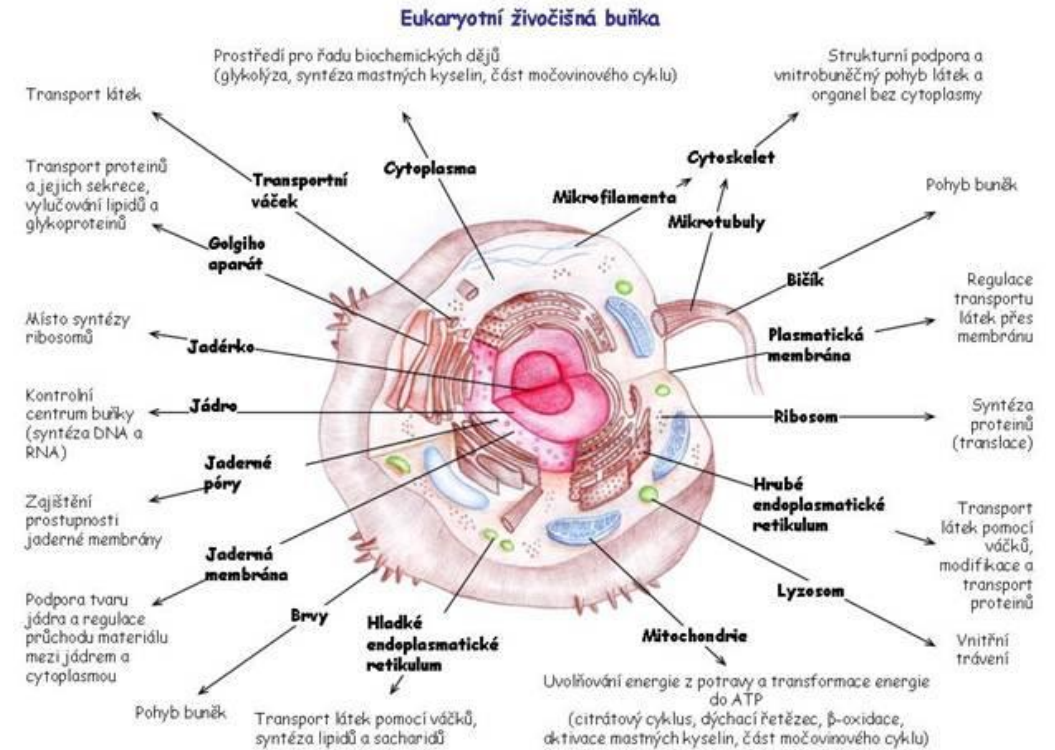 Eukaryotní živočišná buňka
Prostředí pro řadu biochemických dějů
(glykolýza, syntéza mastných kyselin, část močovinového cyklu)
Strukturní podpora a
vnitrobuněčný pohyb látek a
organel bez cytoplasmy
Transport látek
Cytoplasma
Cytoskelet
Transport proteinů
a jejich sekrece,
vylučování lipidů a
glykoproteinů
Transportní
váček
Mikrofilamenta
Mikrotubuly
Pohyb buněk
Golgiho
aparát
Bičík
Regulace
transportu
látek přes
membránu
Místo syntézy
ribosomů
Jadérko
Plasmatická
membrána
Kontrolní
centrum buňky
(syntéza DNA a
RNA)
Jádro
Ribosom
Syntéza
proteinů
(translace)
Jaderné
póry
Zajištění
prostupnosti
jaderné membrány
Hrubé
endoplasmatické
retikulum
Transport
látek pomocí
váčků,
modifikace a
transport
proteinů
Jaderná
membrána
Podpora tvaru
jádra a regulace
průchodu materiálu
mezi jádrem a
cytoplasmou
Brvy
Hladké
endoplasmatické
retikulum
Mitochondrie
Lyzosom
Vnitřní
trávení
Pohyb buněk
Transport látek pomocí váčků,
syntéza lipidů a sacharidů
Uvolňování energie z potravy a transformace energie
do ATP
(citrátový cyklus, dýchací řetězec, β-oxidace,
aktivace mastných kyselin, část močovinového cyklu)